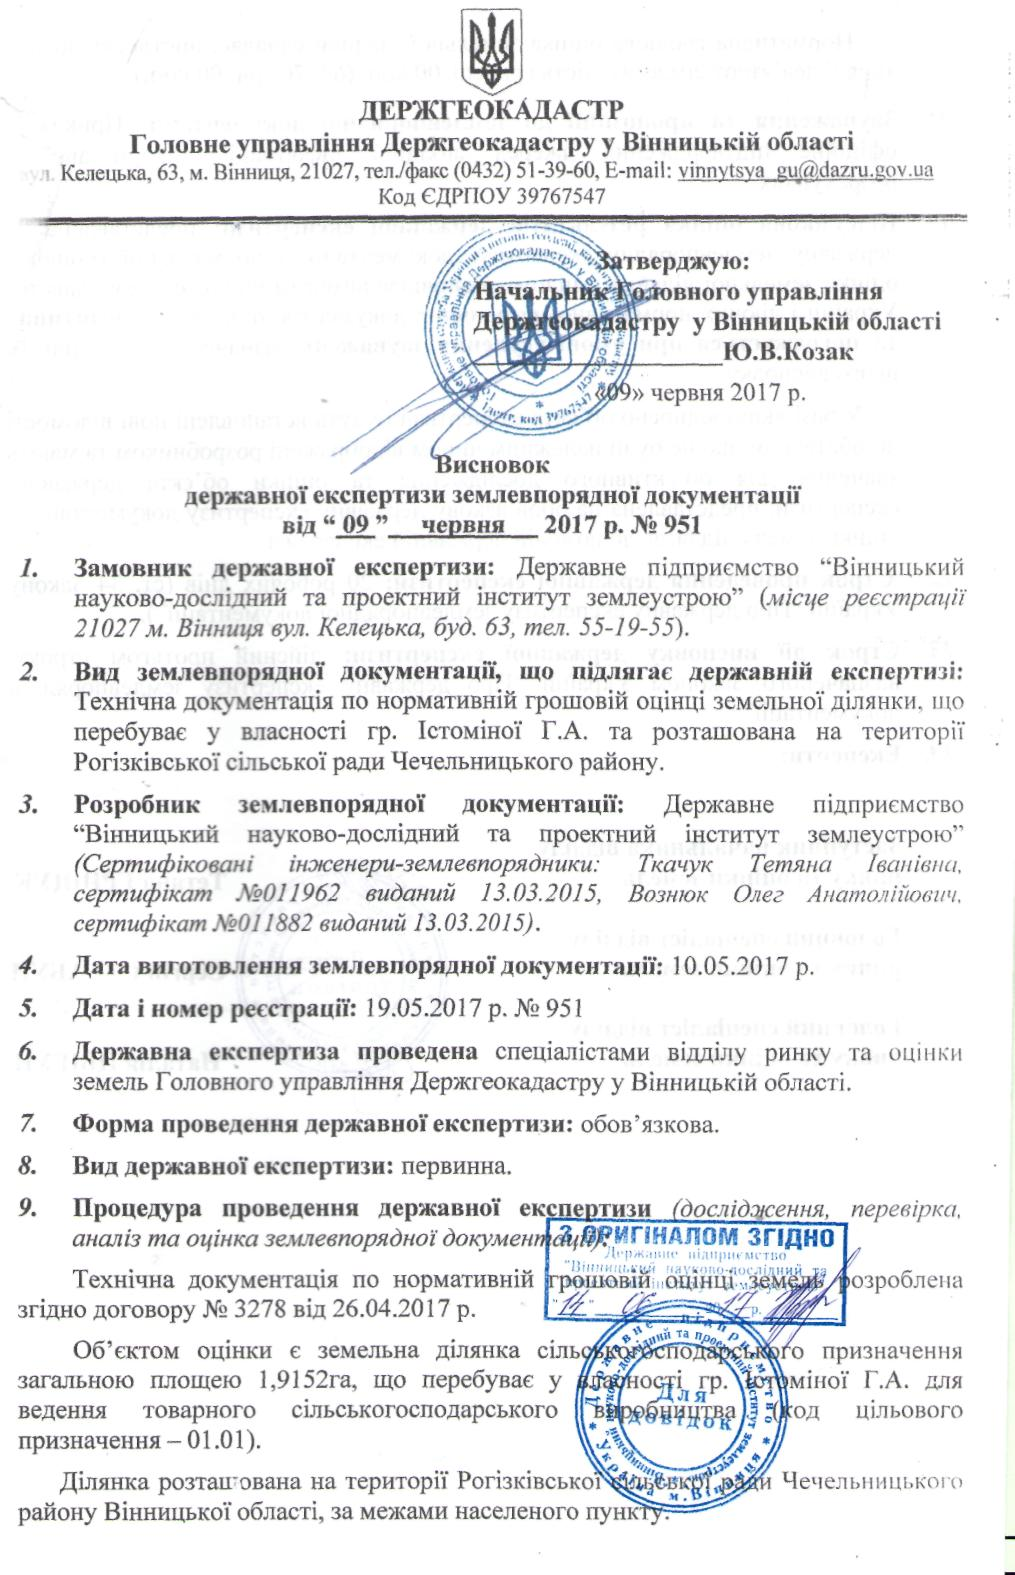 ДЕРЖГЕОКАДАСТР
Головне управління Держгеокадастру у Вінницькій області
вул. Келецька, 63, м. Вінниця, 21027, тел./факс (0432) 51-39-60, E-mail: vinnytsya_gu@dazru.gov.ua
Код ЄДРПОУ 39767547
Затверджую:
Начальник Головного управління
Держгеокадастру у Вінницькій області
Ю.В.Козак
«09» червня 2017 р.
Висновок
державної експертизи землевпорядної документації
від “ 09 ” червня 2017 р. № 951
1. Замовник державної експертизи: Державне підприємство “Вінницький
науково-дослідний та проектний інститут землеустрою” (місце реєстрації
21027 м. Вінниця вул. Келецька, буд. 63, тел. 55-19-55).
2. Вид землевпорядної документації, що підлягає державній експертизі:
Технічна документація по нормативній грошовій оцінці земельної ділянки, що
перебуває у власності гр. Істоміної Г.А. та розташована на території
Рогізківської сільської ради Чечельницького району.
3. Розробник землевпорядної документації: Державне підприємство
“Вінницький науково-дослідний та проектний інститут землеустрою”
(Сертифіковані інженери-землевпорядники: Ткачук Тетяна Іванівна,
сертифікат №011962 виданий 13.03.2015, Вознюк Олег Анатолійович,
сертифікат №011882 виданий 13.03.2015).
4. Дата виготовлення землевпорядної документації: 10.05.2017 р.
5. Дата і номер реєстрації: 19.05.2017 р. № 951
6. Державна експертиза проведена спеціалістами відділу ринку та оцінки
земель Головного управління Держгеокадастру у Вінницькій області.
7. Форма проведення державної експертизи: обов’язкова.
8. Вид державної експертизи: первинна.
9. Процедура проведення державної експертизи (дослідження, перевірка,
аналіз та оцінка землевпорядної документації):
З ОРИГІНАЛОМ ЗГІДНО
Державне підприємство
"Вінницький науково-дослідний та
проектний інститут землеустрою"
Технічна документація по нормативній грошовій оцінці земель розроблена
згідно договору № 3278 від 26.04.2017 р.
Об’єктом оцінки є земельна ділянка сільськогосподарського призначення
загальною площею 1,9152га, що перебуває у власності гр. Істоміної Г.А. для
ведення товарного сільськогосподарського виробництва (код цільового
призначення – 01.01).
Для
довідок
Ділянка розташована на території Рогізківської сільської ради Чечельницького
району Вінницької області, за межами населеного пункту.